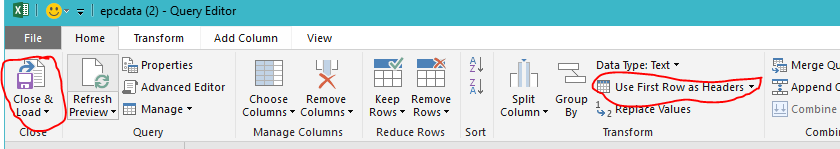 epcdata (2) - Query Editor
File Home Transform Add Column View
Close & Load
Refresh Preview
Properties
Advanced Editor
Manage
Choose Columns
Remove Columns
Keep Rows
Remove Rows
Split Column
Group By
Data Type: Text
Use First Row as Headers
Replace Values
Merge Qu
Append C
Combine
Close
Query
Manage Columns
Reduce Rows
Sort
Transform
Combin